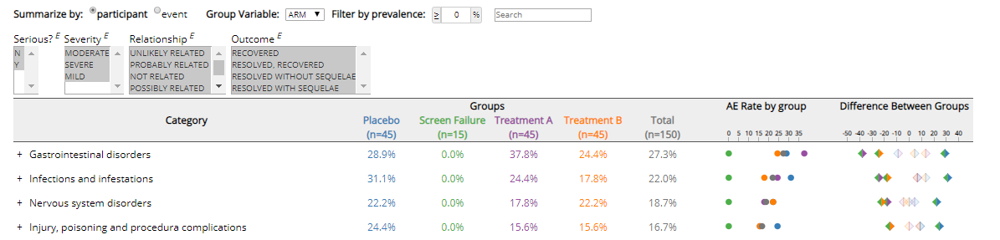 Summarize by: participant event Group Variable: ARM Filter by prevalence: ≥ 0 % Search
Serious? E Severity E Relationship E Outcome E
N MODERATE UNLIKELY RELATED RECOVERED
Y SEVERE PROBABLY RELATED RESOLVED, RECOVERED
MILD NOT RELATED RESOLVED WITHOUT SEQUELAE
POSSIBLY RELATED RESOLVED WITH SEQUELAE
Groups AE Rate by group Difference Between Groups
Category Placebo Screen Failure Treatment A Treatment B Total
(n=45) (n=15) (n=45) (n=45) (n=150) 0 5 10 15 20 25 30 35 -50 -40 -30 -20 -10 0 10 20 30 40
+ Gastrointestinal disorders 28.9% 0.0% 37.8% 24.4% 27.3%
+ Infections and infestations 31.1% 0.0% 24.4% 17.8% 22.0%
+ Nervous system disorders 22.2% 0.0% 17.8% 22.2% 18.7%
+ Injury, poisoning and procedura complications 24.4% 0.0% 15.6% 15.6% 16.7%